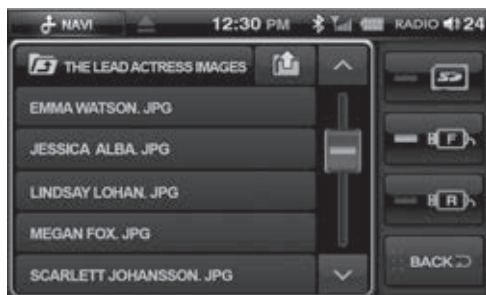 NAVI 12:30 PM RADIO 24
THE LEAD ACTRESS IMAGES
EMMA WATSON. JPG
JESSICA ALBA. JPG
LINDSAY LOHAN. JPG
MEGAN FOX. JPG
SCARLETT JOHANSSON. JPG
F
R
BACK